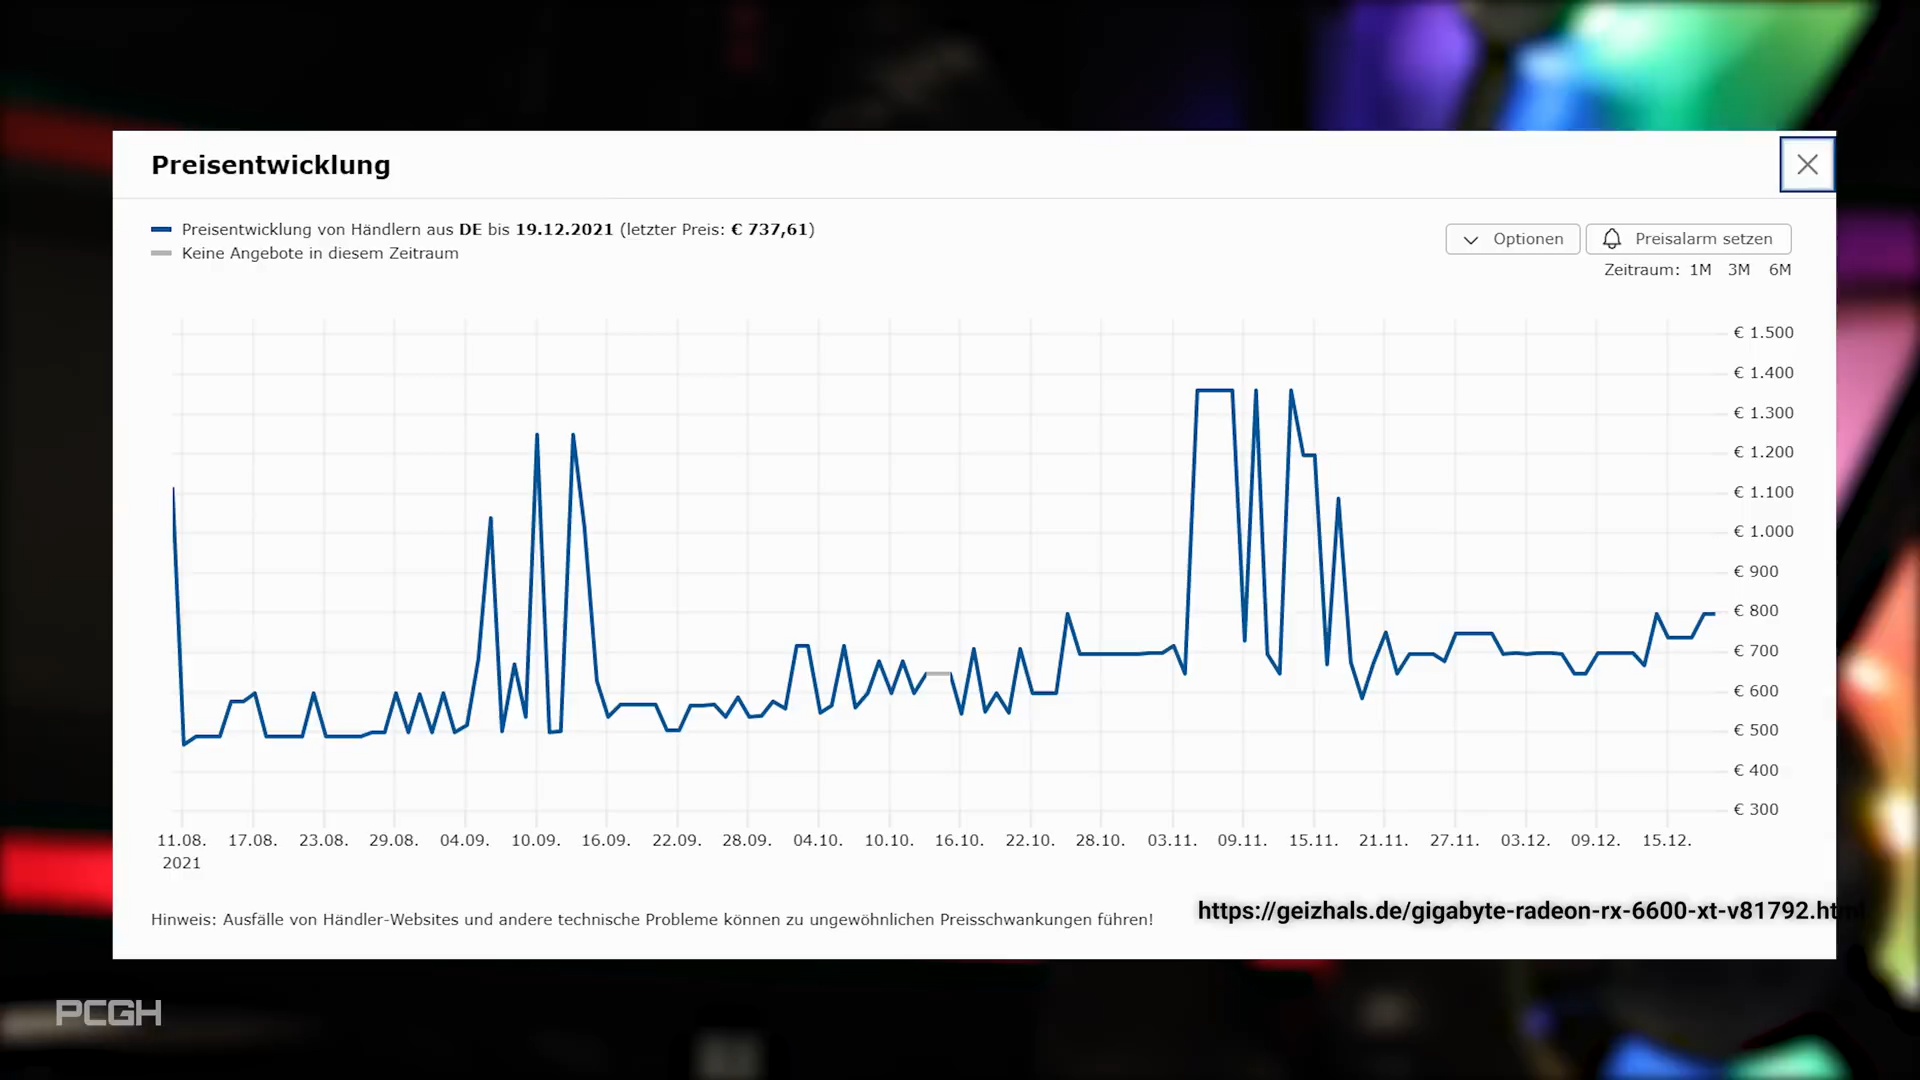 Preisentwicklung
Preisentwicklung von Händlern aus DE bis 19.12.2021 (letzter Preis: € 737,61)
Keine Angebote in diesem Zeitraum
Optionen
Preisalarm setzen
Zeitraum: 1M 3M 6M
€ 1.500
€ 1.400
€ 1.300
€ 1.200
€ 1.100
€ 1.000
€ 900
€ 800
€ 700
€ 600
€ 500
€ 400
€ 300
11.08. 17.08. 23.08. 29.08. 04.09. 10.09. 16.09. 22.09. 28.09. 04.10. 10.10. 16.10. 22.10. 28.10. 03.11. 09.11. 15.11. 21.11. 27.11. 03.12. 09.12. 15.12.
2021
Hinweis: Ausfälle von Händler-Websites und andere technische Probleme können zu ungewöhnlichen Preisschwankungen führen!
https://geizhals.de/gigabyte-radeon-rx-6600-xt-v81792.html
PCGH